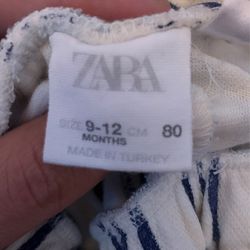 ZARA
SIZE 9-12 CM 80
MONTHS
MADE IN TURKEY